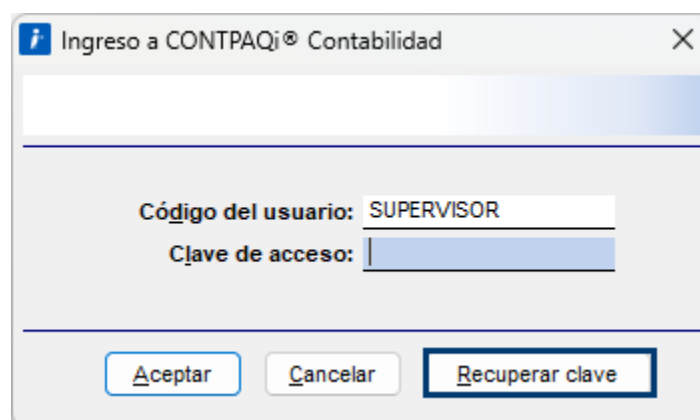 Ingreso a CONTPAQi® Contabilidad
Código del usuario: SUPERVISOR
Clave de acceso:
Aceptar Cancelar Recuperar clave